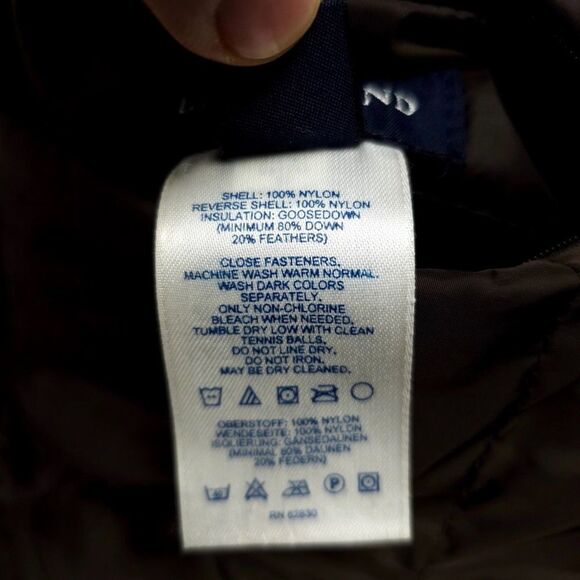 ND
SHELL: 100% NYLON
REVERSE SHELL: 100% NYLON
INSULATION: GOOSEDOWN
(MINIMUM 80% DOWN
20% FEATHERS)
CLOSE FASTENERS.
MACHINE WASH WARM NORMAL.
WASH DARK COLORS
SEPARATELY.
ONLY NON-CHLORINE
BLEACH WHEN NEEDED.
TUMBLE DRY LOW WITH CLEAN
TENNIS BALLS.
DO NOT LINE DRY.
DO NOT IRON.
MAY BE DRY CLEANED.
OBERSTOFF: 100% NYLON
WENDESEITE: 100% NYLON
ISOLIERUNG: GÄNSEDAUNEN
(MINIMAL 80% DAUNEN
20% FEDERN)
P
RN 62830